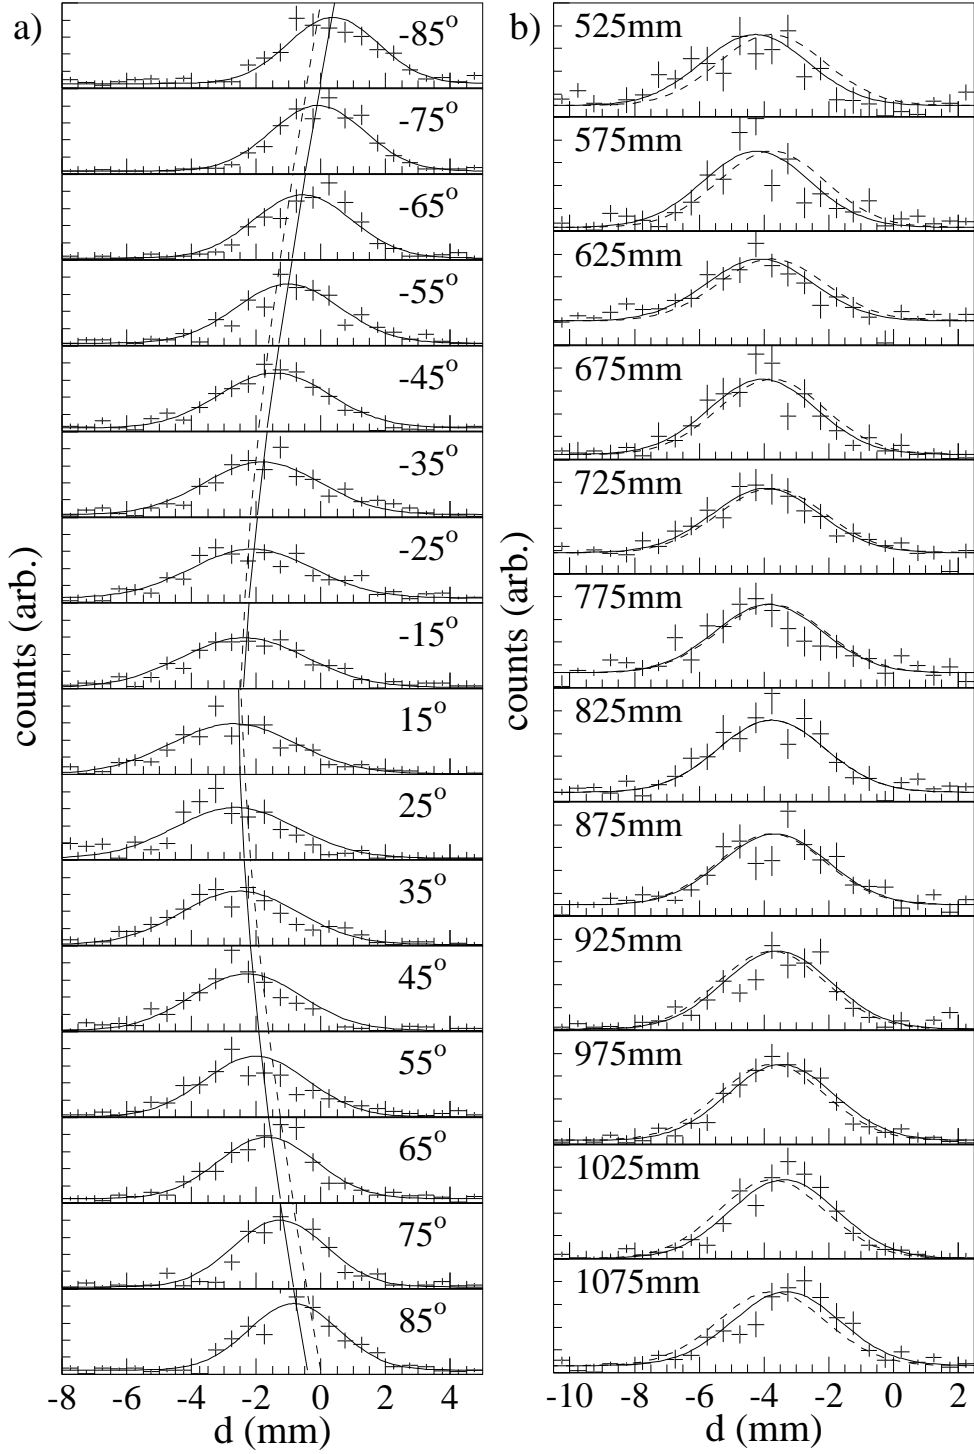 a)
-85°
-75°
-65°
-55°
-45°
-35°
-25°
-15°
15°
25°
35°
45°
55°
65°
75°
85°
counts (arb.)
-8 -6 -4 -2 0 2 4
d (mm)
b)
525mm
575mm
625mm
675mm
725mm
775mm
825mm
875mm
925mm
975mm
1025mm
1075mm
counts (arb.)
-10 -8 -6 -4 -2 0 2
d (mm)